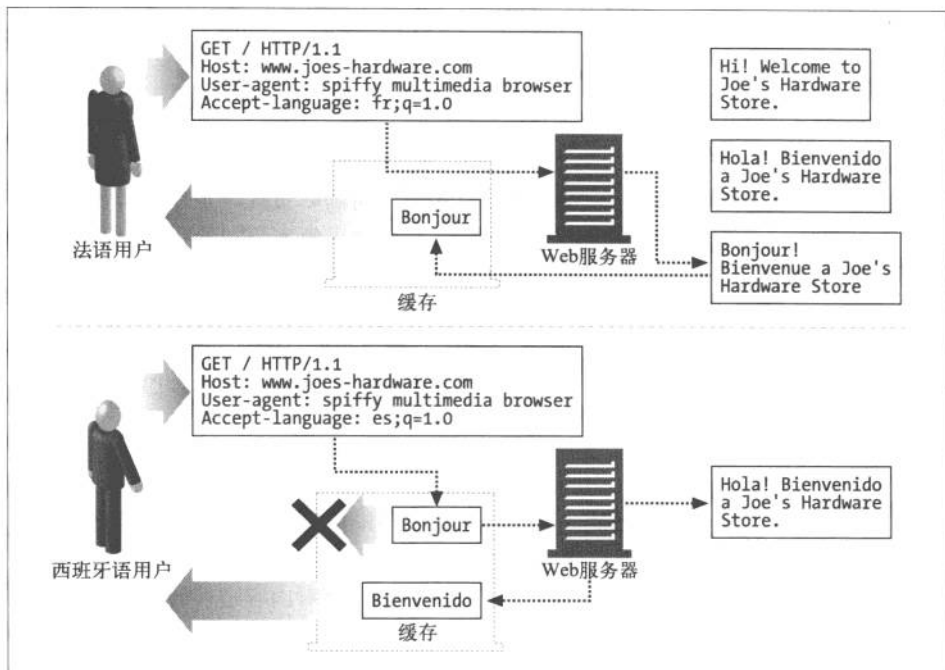 GET / HTTP/1.1
Host: www.joes-hardware.com
User-agent: spiffy multimedia browser
Accept-language: fr;q=1.0
Hi! Welcome to
Joe's Hardware
Store.
Hola! Bienvenido
a Joe's Hardware
Store.
Bonjour
法语用户
Web服务器
Bonjour!
Bienvenue a Joe's
Hardware Store
缓存
GET / HTTP/1.1
Host: www.joes-hardware.com
User-agent: spiffy multimedia browser
Accept-language: es;q=1.0
Hola! Bienvenido
a Joe's Hardware
Store.
Bonjour
西班牙语用户
Web服务器
Bienvenido
缓存